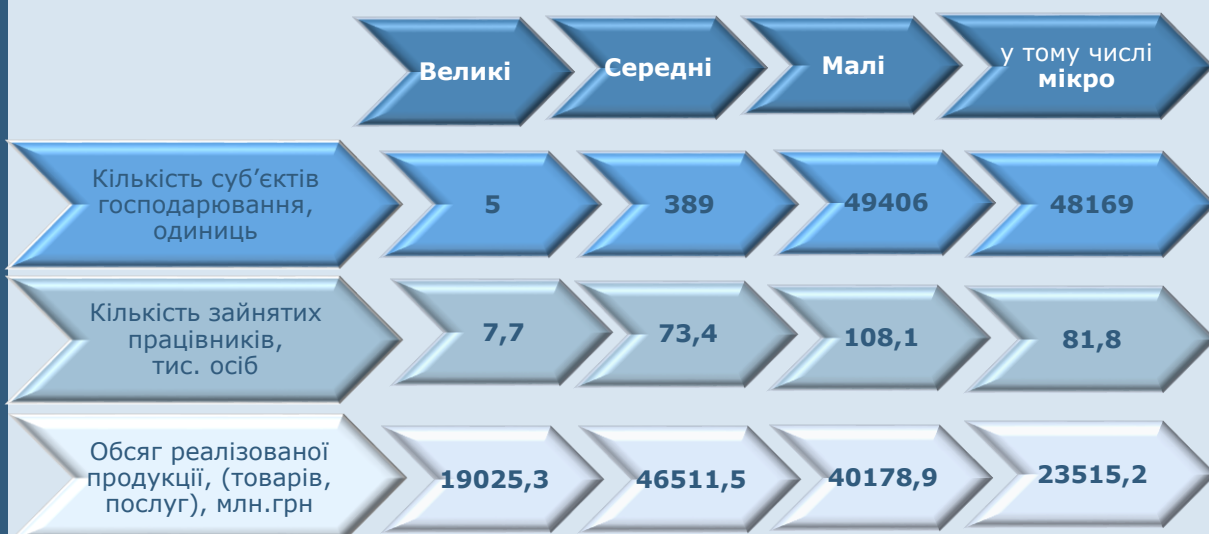 Великі
Середні
Малі
у тому числі
мікро
Кількість суб’єктів
господарювання,
одиниць
5
389
49406
48169
Кількість зайнятих
працівників,
тис. осіб
7,7
73,4
108,1
81,8
Обсяг реалізованої
продукції, (товарів,
послуг), млн.грн
19025,3
46511,5
40178,9
23515,2